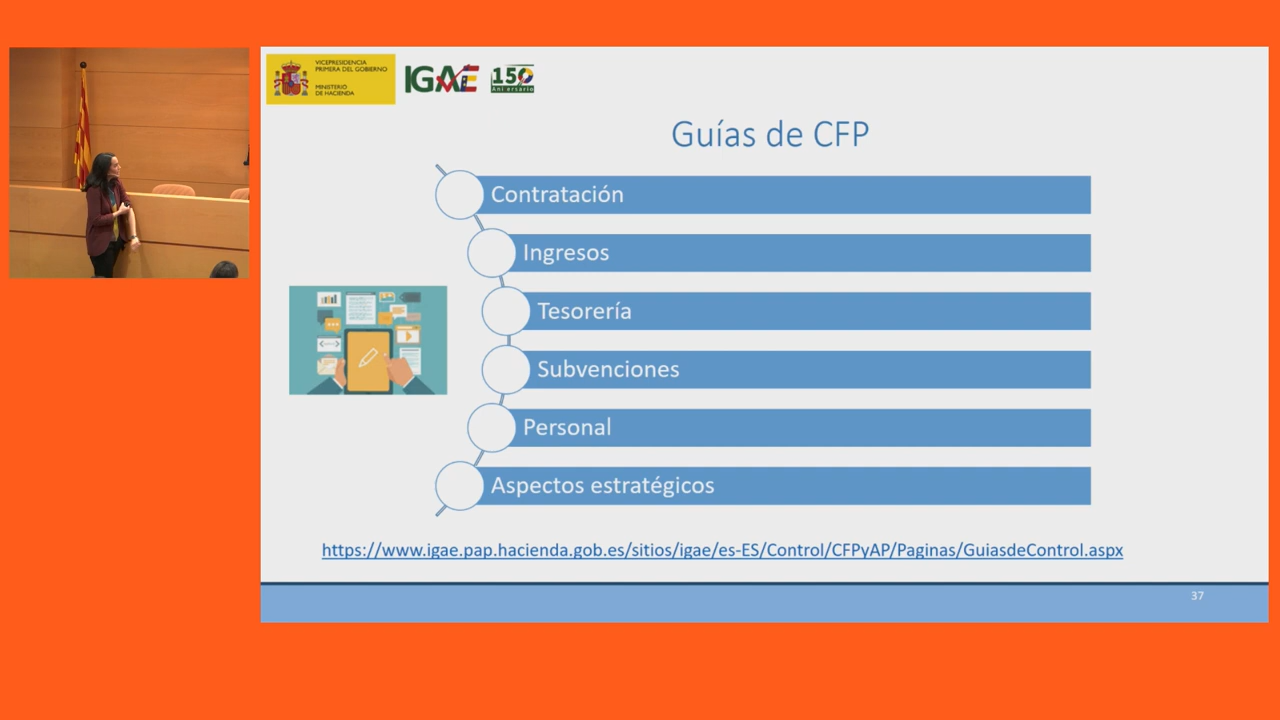 VICEPRESIDENCIA
PRIMERA DEL GOBIERNO
MINISTERIO
DE HACIENDA
IGAE
150
Aniversario
Guías de CFP
Contratación
Ingresos
Tesorería
Subvenciones
Personal
Aspectos estratégicos
https://www.igae.pap.hacienda.gob.es/sitios/igae/es-ES/Control/CFPyAP/Paginas/GuiasdeControl.aspx
37